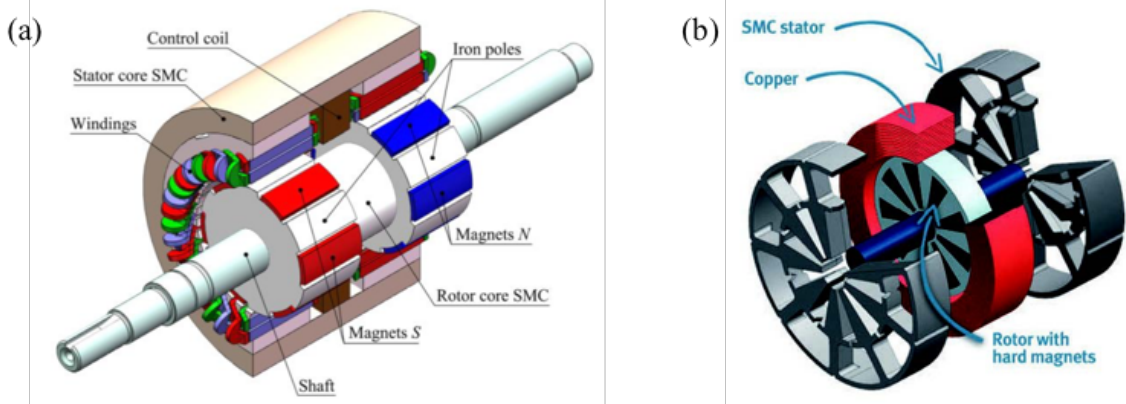 (a)
Control coil
Iron poles
Stator core SMC
Windings
Magnets N
Rotor core SMC
Magnets S
Shaft
(b)
SMC stator
Copper
Rotor with
hard magnets